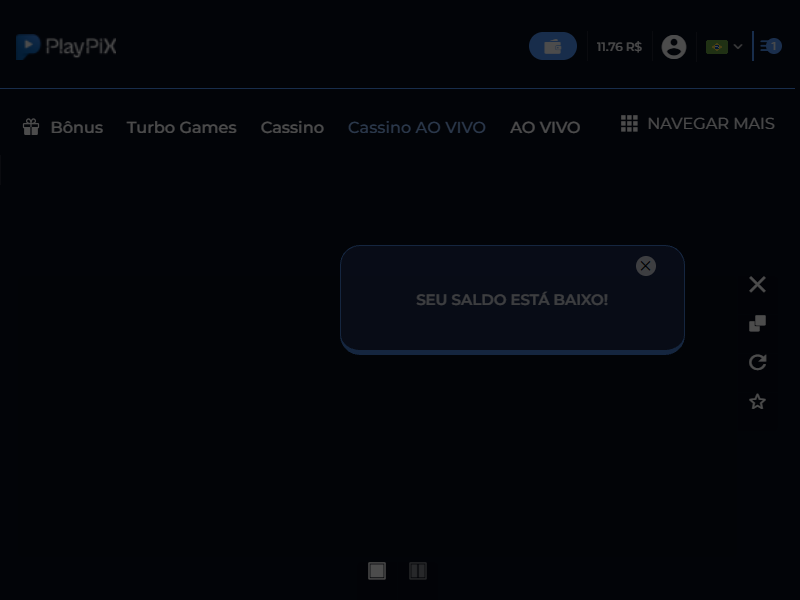 PlayPiX
11.76 R$
1
Bônus
Turbo Games
Cassino
Cassino AO VIVO
AO VIVO
NAVEGAR MAIS
SEU SALDO ESTÁ BAIXO!